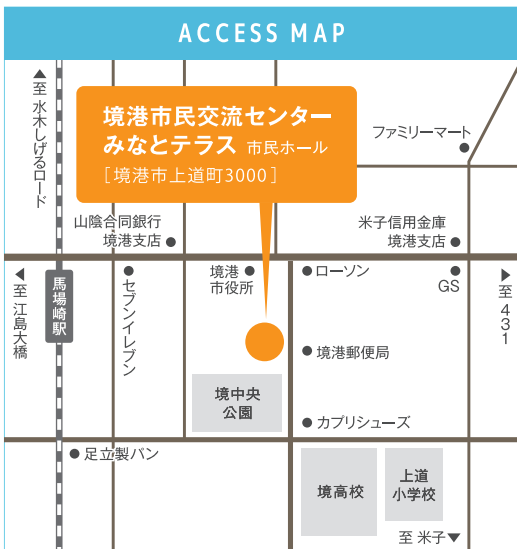 ACCESS MAP
▲至 水木しげるロード
境港市民交流センター
みなとテラス 市民ホール
［境港市上道町3000］
ファミリーマート
山陰合同銀行
境港支店
米子信用金庫
境港支店
◀至 江島大橋
馬場崎駅
セブンイレブン
境港
市役所
ローソン
GS
▶至 431
境港郵便局
境中央
公園
カプリシューズ
足立製パン
境高校
上道
小学校
至 米子▼